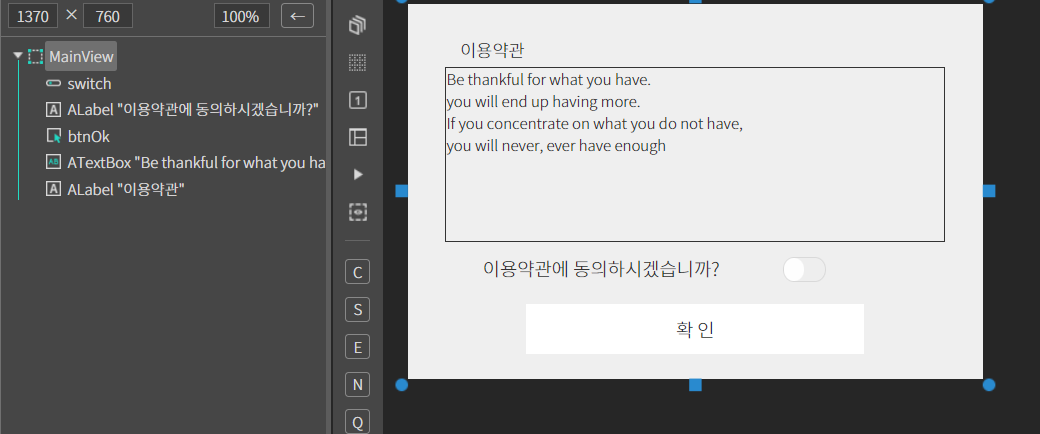 1370 × 760 100% ←
MainView
switch
A ALabel "이용약관에 동의하시겠습니까?"
btnOk
AB ATextBox "Be thankful for what you ha
A ALabel "이용약관"
1
C
S
E
N
Q
이용약관
Be thankful for what you have.
you will end up having more.
If you concentrate on what you do not have,
you will never, ever have enough
이용약관에 동의하시겠습니까?
확 인